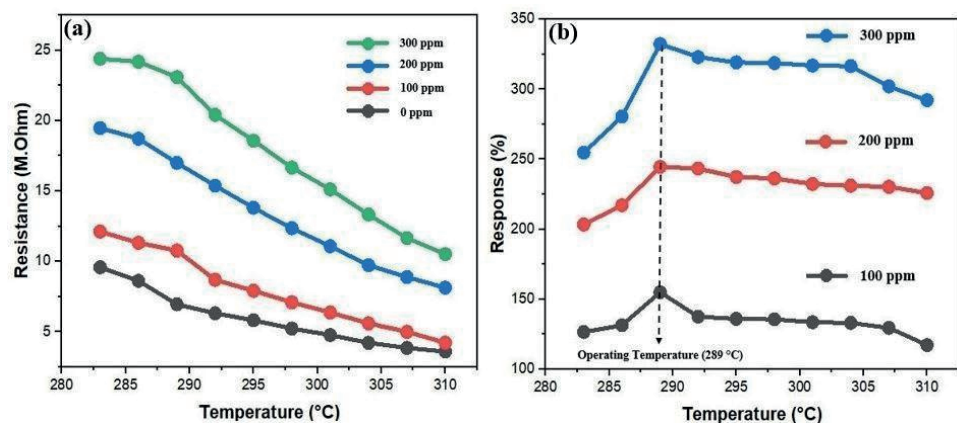 (a)
300 ppm
200 ppm
100 ppm
0 ppm
Resistance (M.Ohm)
25
20
15
10
5
280 285 290 295 300 305 310
Temperature (°C)
(b)
300 ppm
200 ppm
100 ppm
Response (%)
350
300
250
200
150
100
Operating Temperature (289 °C)
280 285 290 295 300 305 310
Temperature (°C)